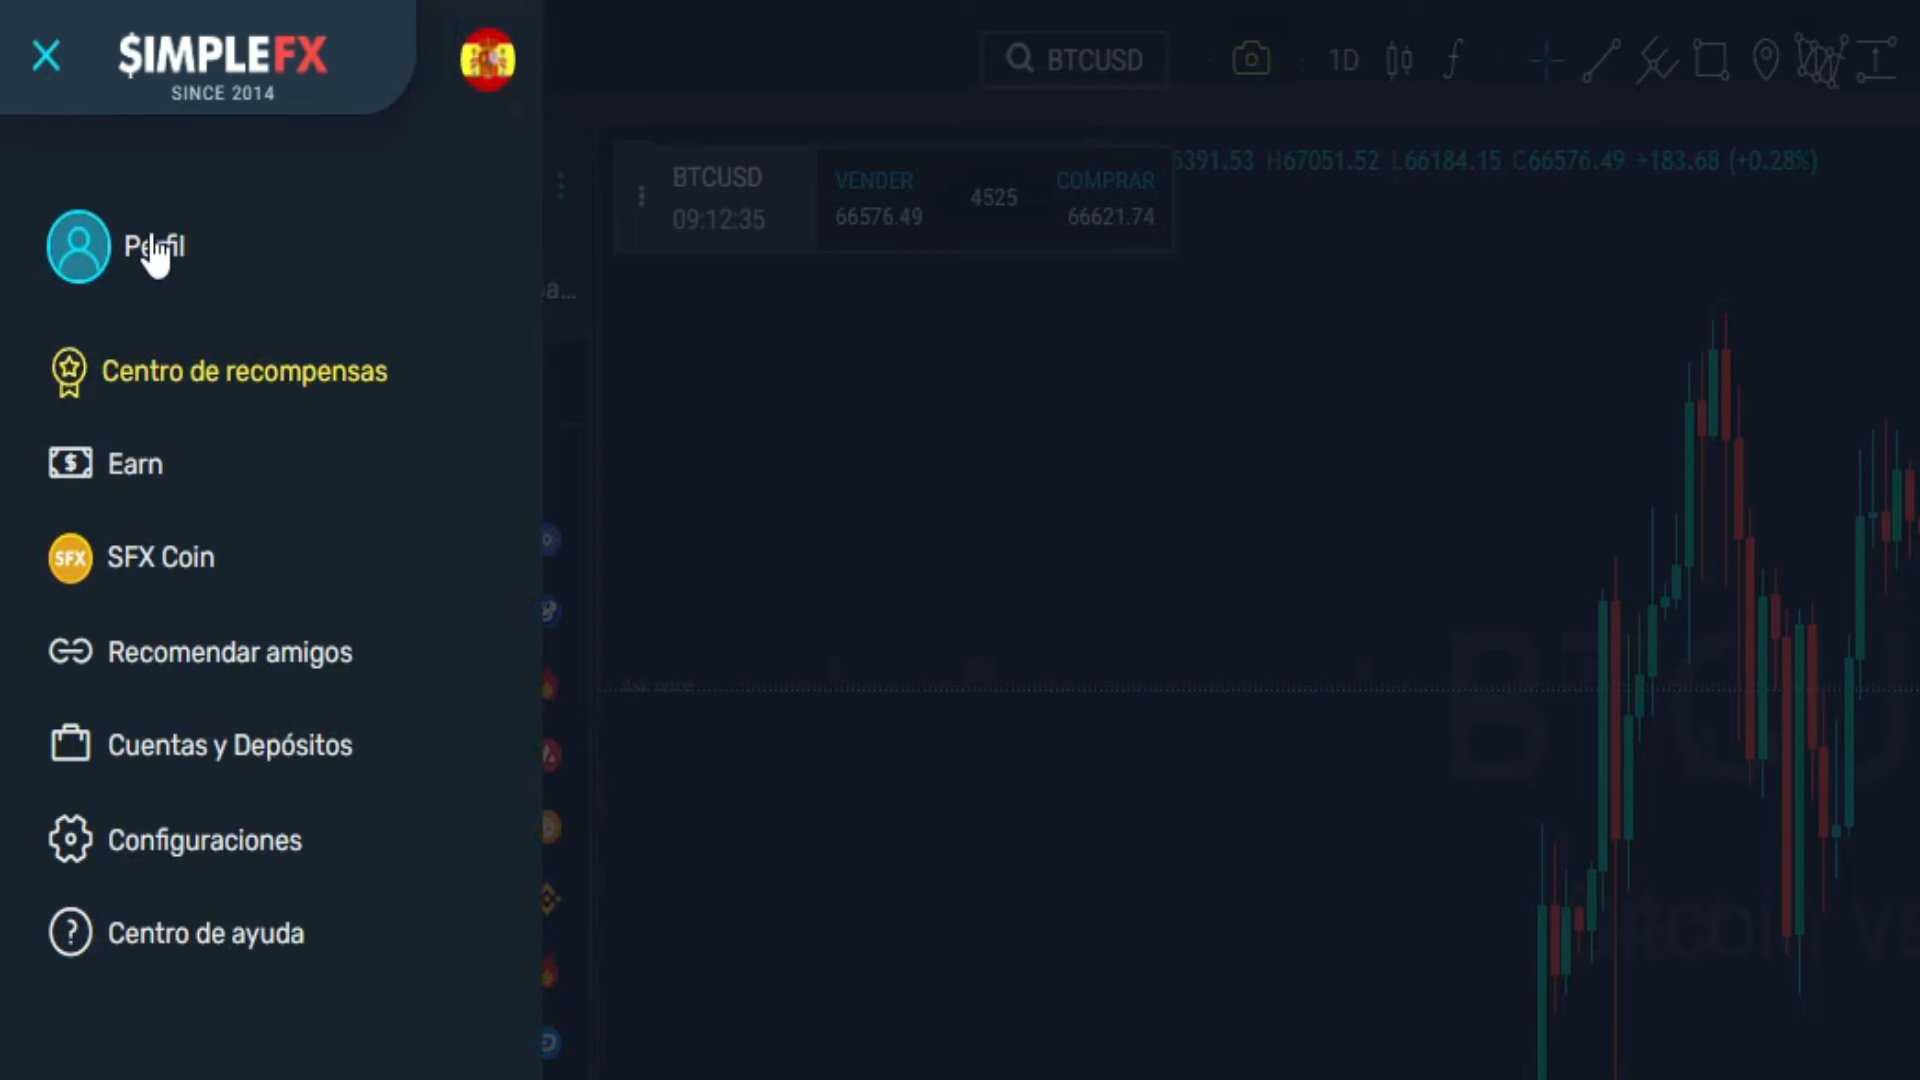 $IMPLEFX
SINCE 2014
BTCUSD
1D
Perfil
Centro de recompensas
Earn
SFX
SFX Coin
Recomendar amigos
Cuentas y Depósitos
Configuraciones
Centro de ayuda
BTCUSD
09:12:35
VENDER
66576.49
4525
COMPRAR
66621.74
6391.53 H67051.52 L66184.15 C66576.49 +183.68 (+0.28%)
a...